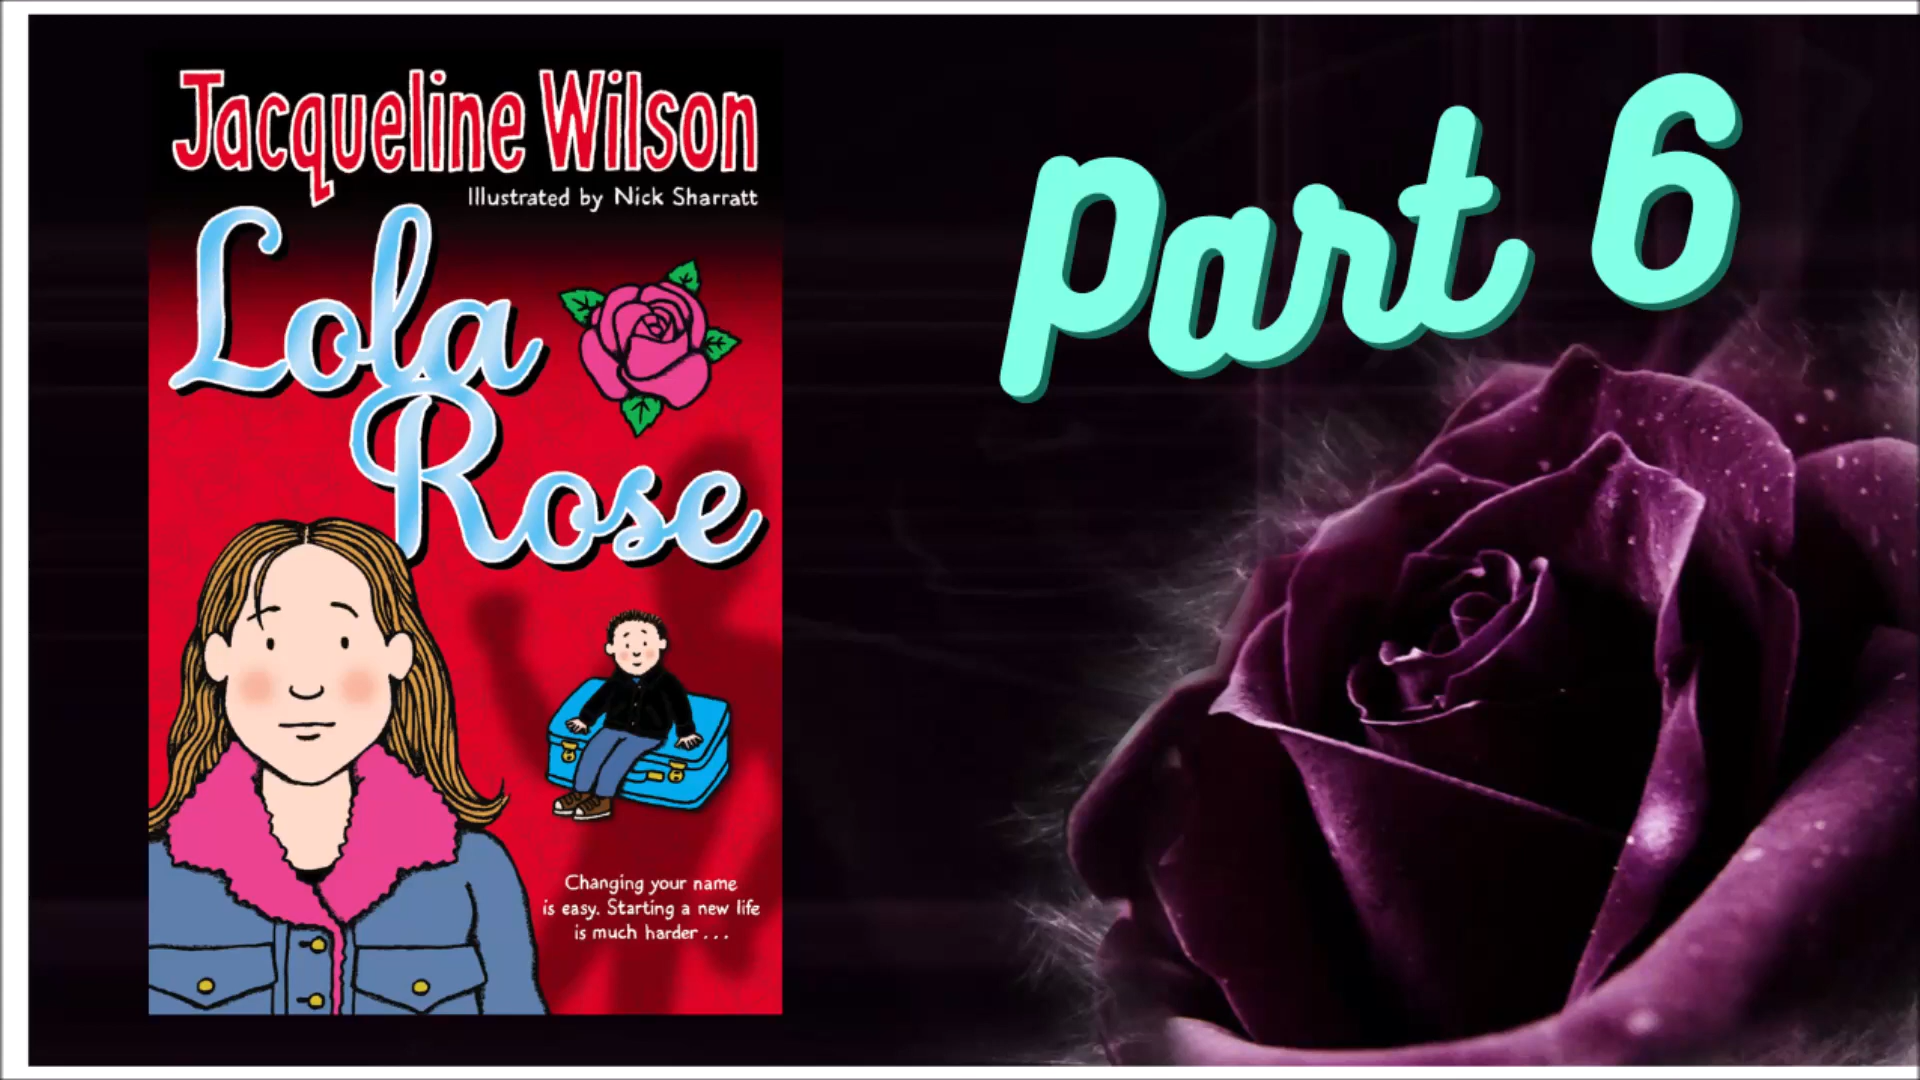 Jacqueline Wilson
Illustrated by Nick Sharratt
Lola
Rose
Changing your name
is easy. Starting a new life
is much harder...
Part 6